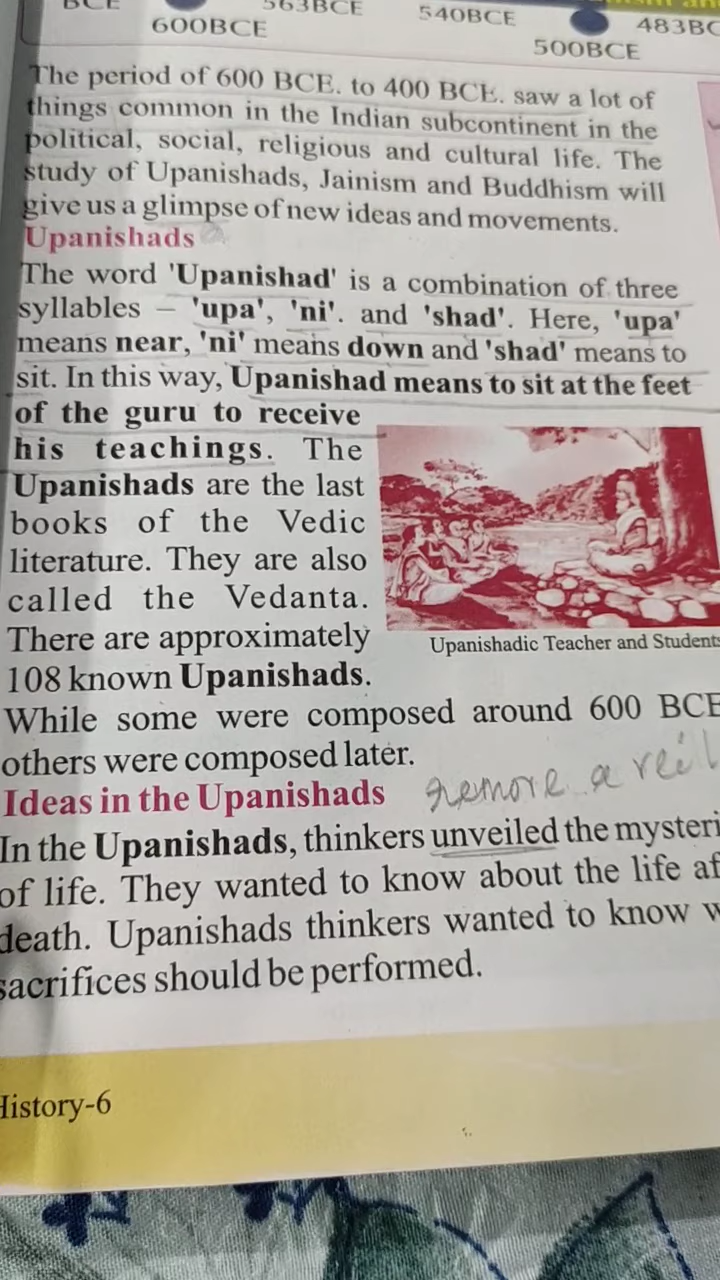 563BCE
540BCE
483BC
600BCE
500BCE
The period of 600 BCE. to 400 BCE. saw a lot of
things common in the Indian subcontinent in the
political, social, religious and cultural life. The
study of Upanishads, Jainism and Buddhism will
give us a glimpse of new ideas and movements.
Upanishads
The word 'Upanishad' is a combination of three
syllables – 'upa', 'ni'. and 'shad'. Here, 'upa'
means near, 'ni' means down and 'shad' means to
sit. In this way, Upanishad means to sit at the feet
of the guru to receive
his teachings. The
Upanishads are the last
books of the Vedic
literature. They are also
called the Vedanta.
There are approximately
108 known Upanishads.
Upanishadic Teacher and Students
While some were composed around 600 BCE
others were composed later.
Ideas in the Upanishads
remove a veil
In the Upanishads, thinkers unveiled the mysteri
of life. They wanted to know about the life af
death. Upanishads thinkers wanted to know w
sacrifices should be performed.
History-6